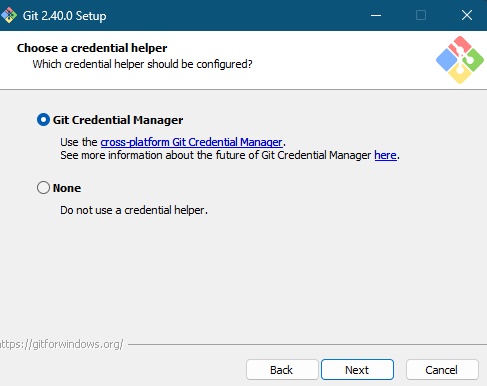 Git 2.40.0 Setup
Choose a credential helper
Which credential helper should be configured?
Git Credential Manager
Use the cross-platform Git Credential Manager.
See more information about the future of Git Credential Manager here.
None
Do not use a credential helper.
https://gitforwindows.org/
Back Next Cancel